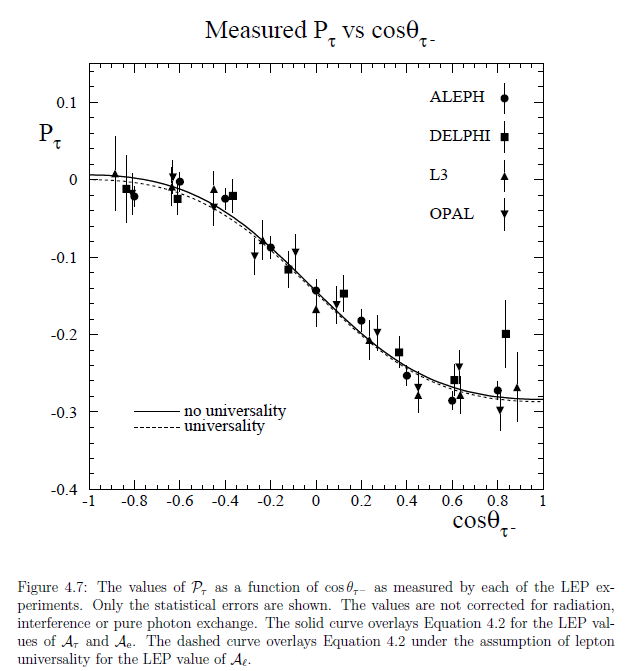 Measured Pτ vs cosθτ-
0.1
Pτ
0
-0.1
-0.2
-0.3
-0.4
ALEPH
DELPHI
L3
OPAL
no universality
universality
-1 -0.8 -0.6 -0.4 -0.2 0 0.2 0.4 0.6 0.8 1
cosθτ-
Figure 4.7: The values of 𝒫τ as a function of cos θτ− as measured by each of the LEP ex-
periments. Only the statistical errors are shown. The values are not corrected for radiation,
interference or pure photon exchange. The solid curve overlays Equation 4.2 for the LEP val-
ues of 𝒜τ and 𝒜e. The dashed curve overlays Equation 4.2 under the assumption of lepton
universality for the LEP value of 𝒜ℓ.